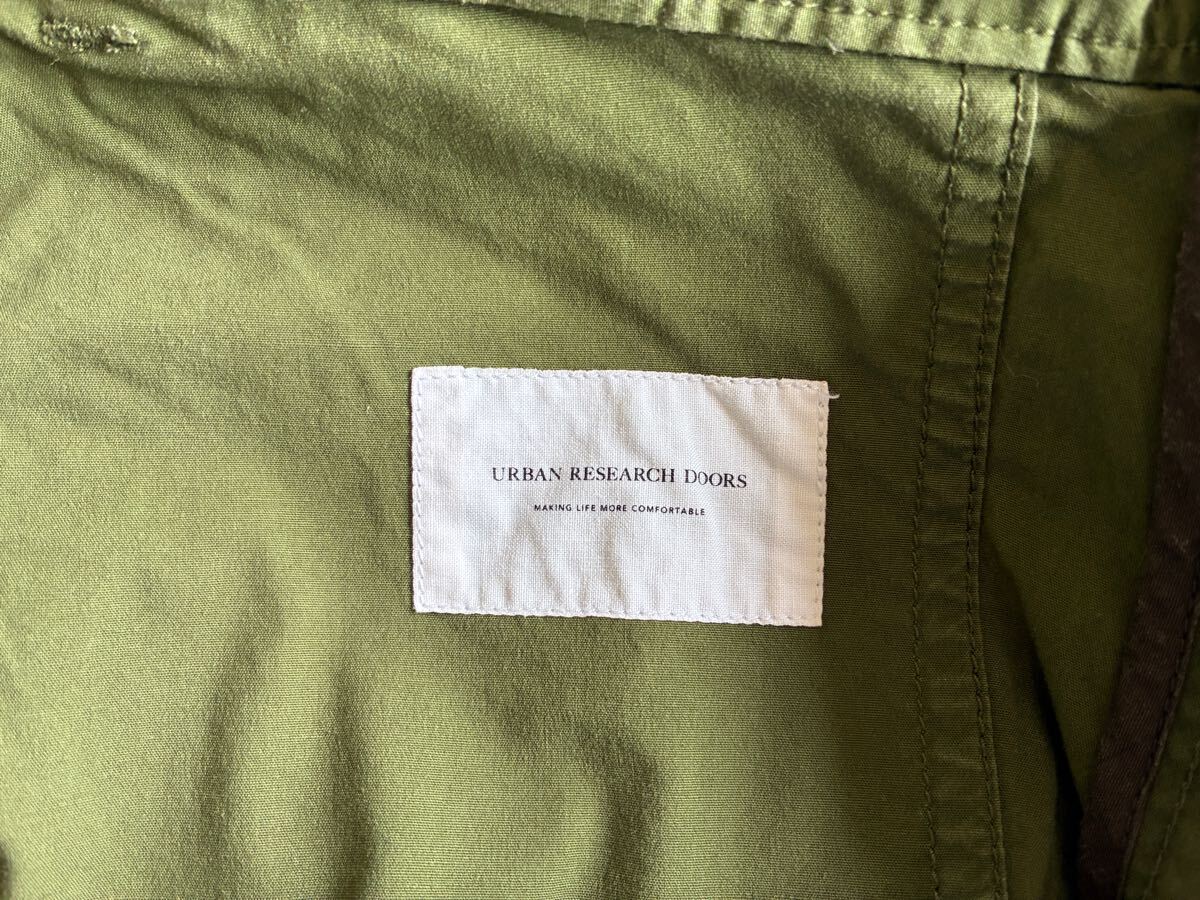 URBAN RESEARCH DOORS
MAKING LIFE MORE COMFORTABLE